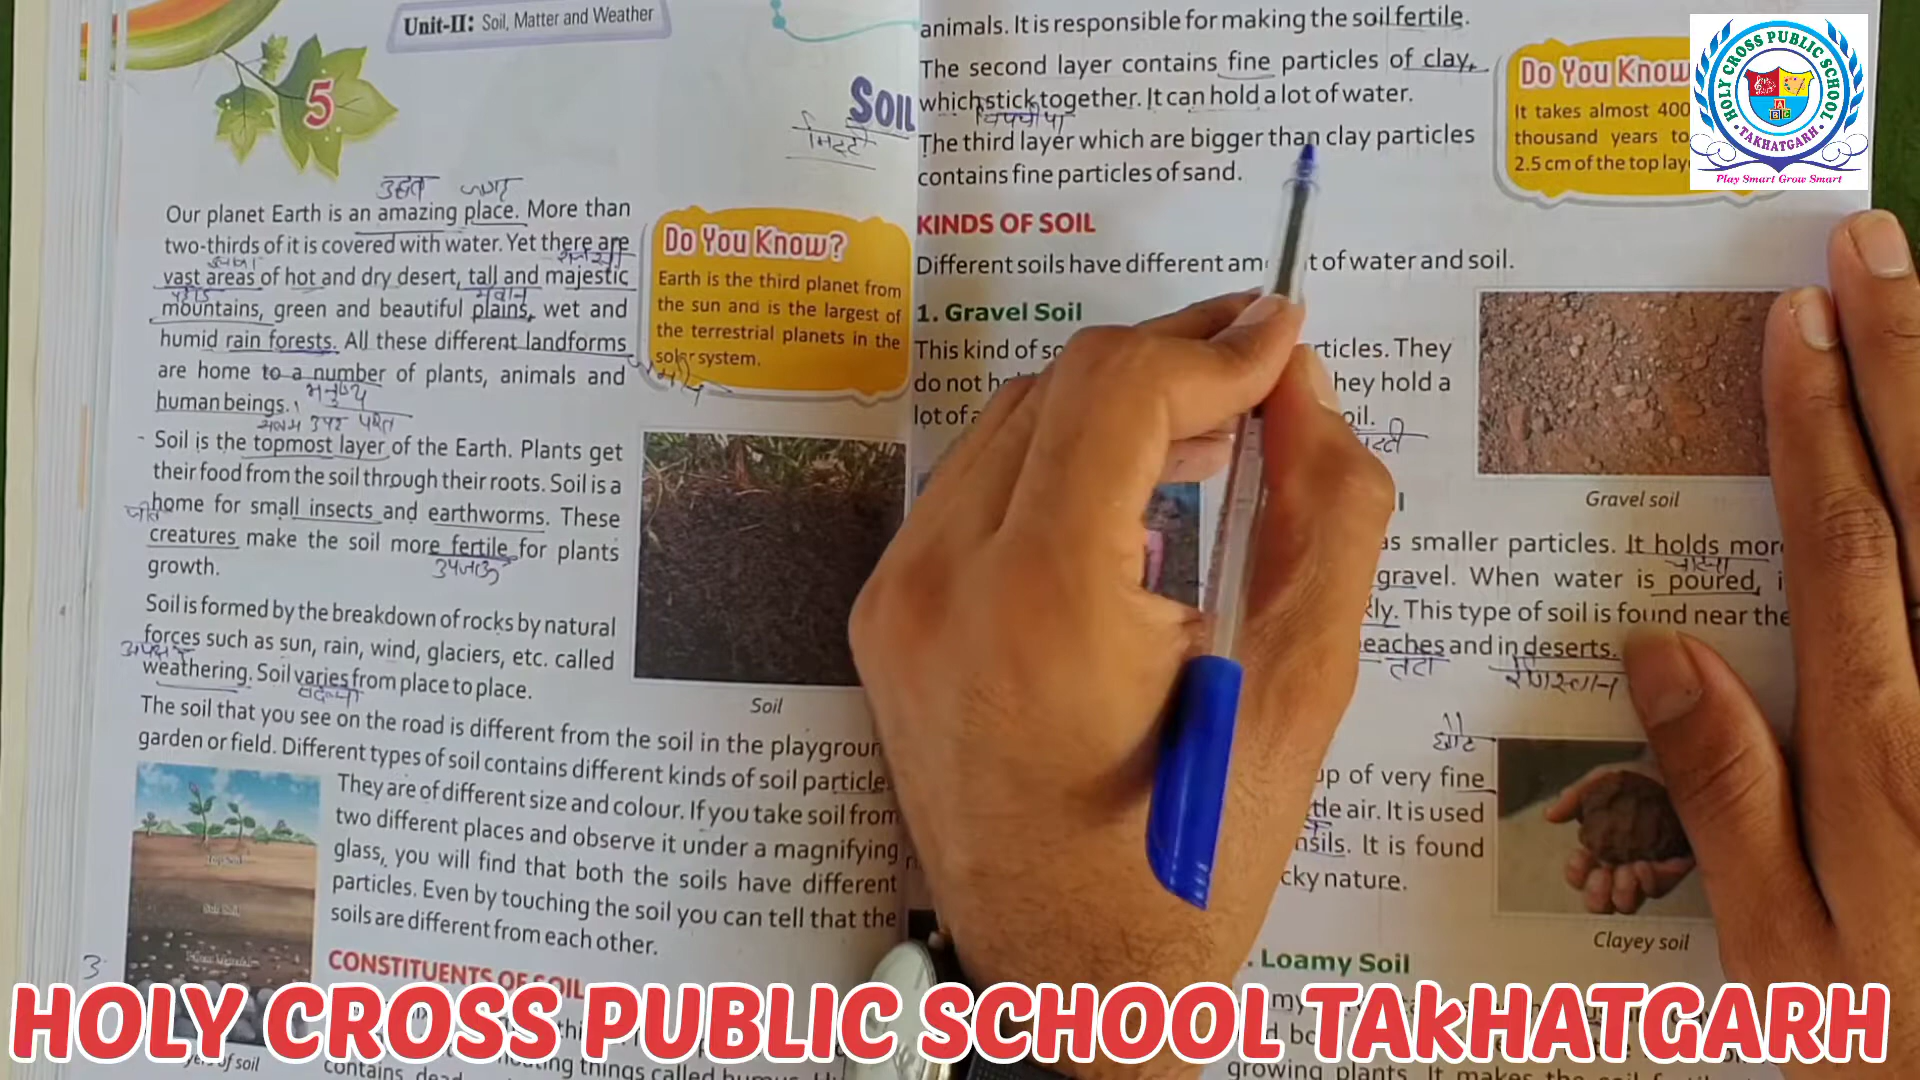 Unit-II: Soil, Matter and Weather
5
SOIL
मिट्टी
Our planet Earth is an amazing place. More than
two-thirds of it is covered with water. Yet there are
vast areas of hot and dry desert, tall and majestic
mountains, green and beautiful plains, wet and
humid rain forests. All these different landforms
are home to a number of plants, animals and
human beings.
मनुष्य
Soil is the topmost layer of the Earth. Plants get
their food from the soil through their roots. Soil is a
home for small insects and earthworms. These
creatures make the soil more fertile for plants
growth.
उपजाऊ
Soil is formed by the breakdown of rocks by natural
forces such as sun, rain, wind, glaciers, etc. called
weathering. Soil varies from place to place.
The soil that you see on the road is different from the soil in the
garden or field. Different types of soil contains different kinds of soil
They are of different size and colour. If you take soil from
two different places and observe it under a magnifying
glass, you will find that both the soils have different
particles. Even by touching the soil you can tell that the
soils are different from each other.
3
CONSTITUENTS OF SOIL
of soil
things called
contains
Do You Know?
Earth is the third planet from
the sun and is the largest of
the terrestrial planets in the
solar system.
Soil
animals. It is responsible for making the soil fertile.
The second layer contains fine particles of clay,
which stick together. It can hold a lot of water.
The third layer which are bigger than clay particles
contains fine particles of sand.
Do You Know
It takes almost 400
thousand years to
2.5 cm of the top
KINDS OF SOIL
Different soils have different of water and soil.
1. Gravel Soil
This kind of They
do not hey hold a
lot of
Gravel soil
as smaller particles. It holds
gravel. When water is poured,
This type of soil is found near the
and in deserts.
तटों
रेगिस्तान
up of very fine
air. It is used
It is found
nature.
Clayey soil
Loamy Soil
growing plants. It makes the soil
HOLY CROSS PUBLIC SCHOOL
TAKHATGARH
ABC
Play Smart Grow Smart
HOLY CROSS PUBLIC SCHOOL TAKHATGARH